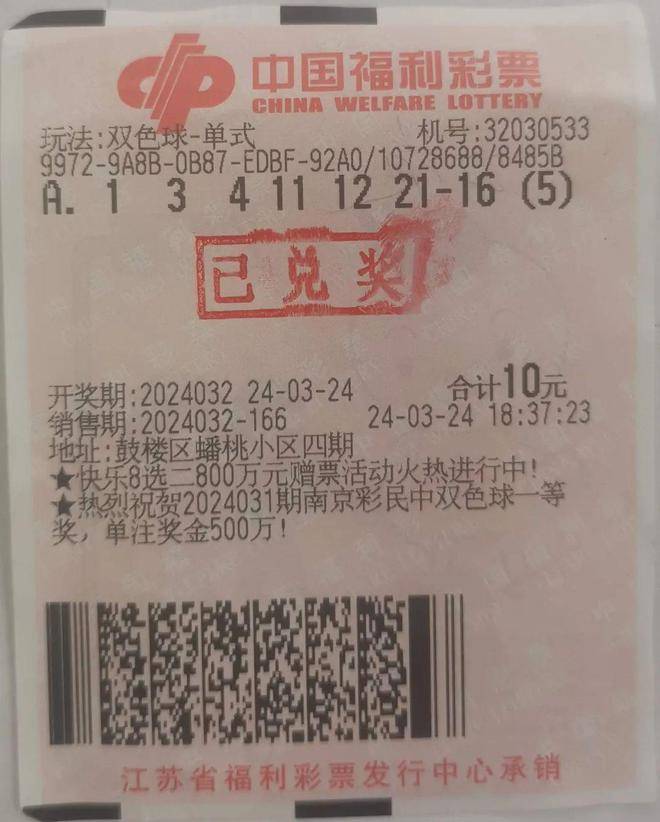 中国福利彩票
CHINA WELFARE LOTTERY
玩法:双色球-单式 机号:32030533
9972-9A8B-0B87-EDBF-92A0/10728688/8485B
A. 1 3 4 11 12 21-16 (5)
已兑奖
开奖期:2024032 24-03-24 合计10元
销售期:2024032-166 24-03-24 18:37:23
地址:鼓楼区蟠桃小区四期
★快乐8选二800万元赠票活动火热进行中!
★热烈祝贺2024031期南京彩民中双色球一等
奖,单注奖金500万!
江苏省福利彩票发行中心承销